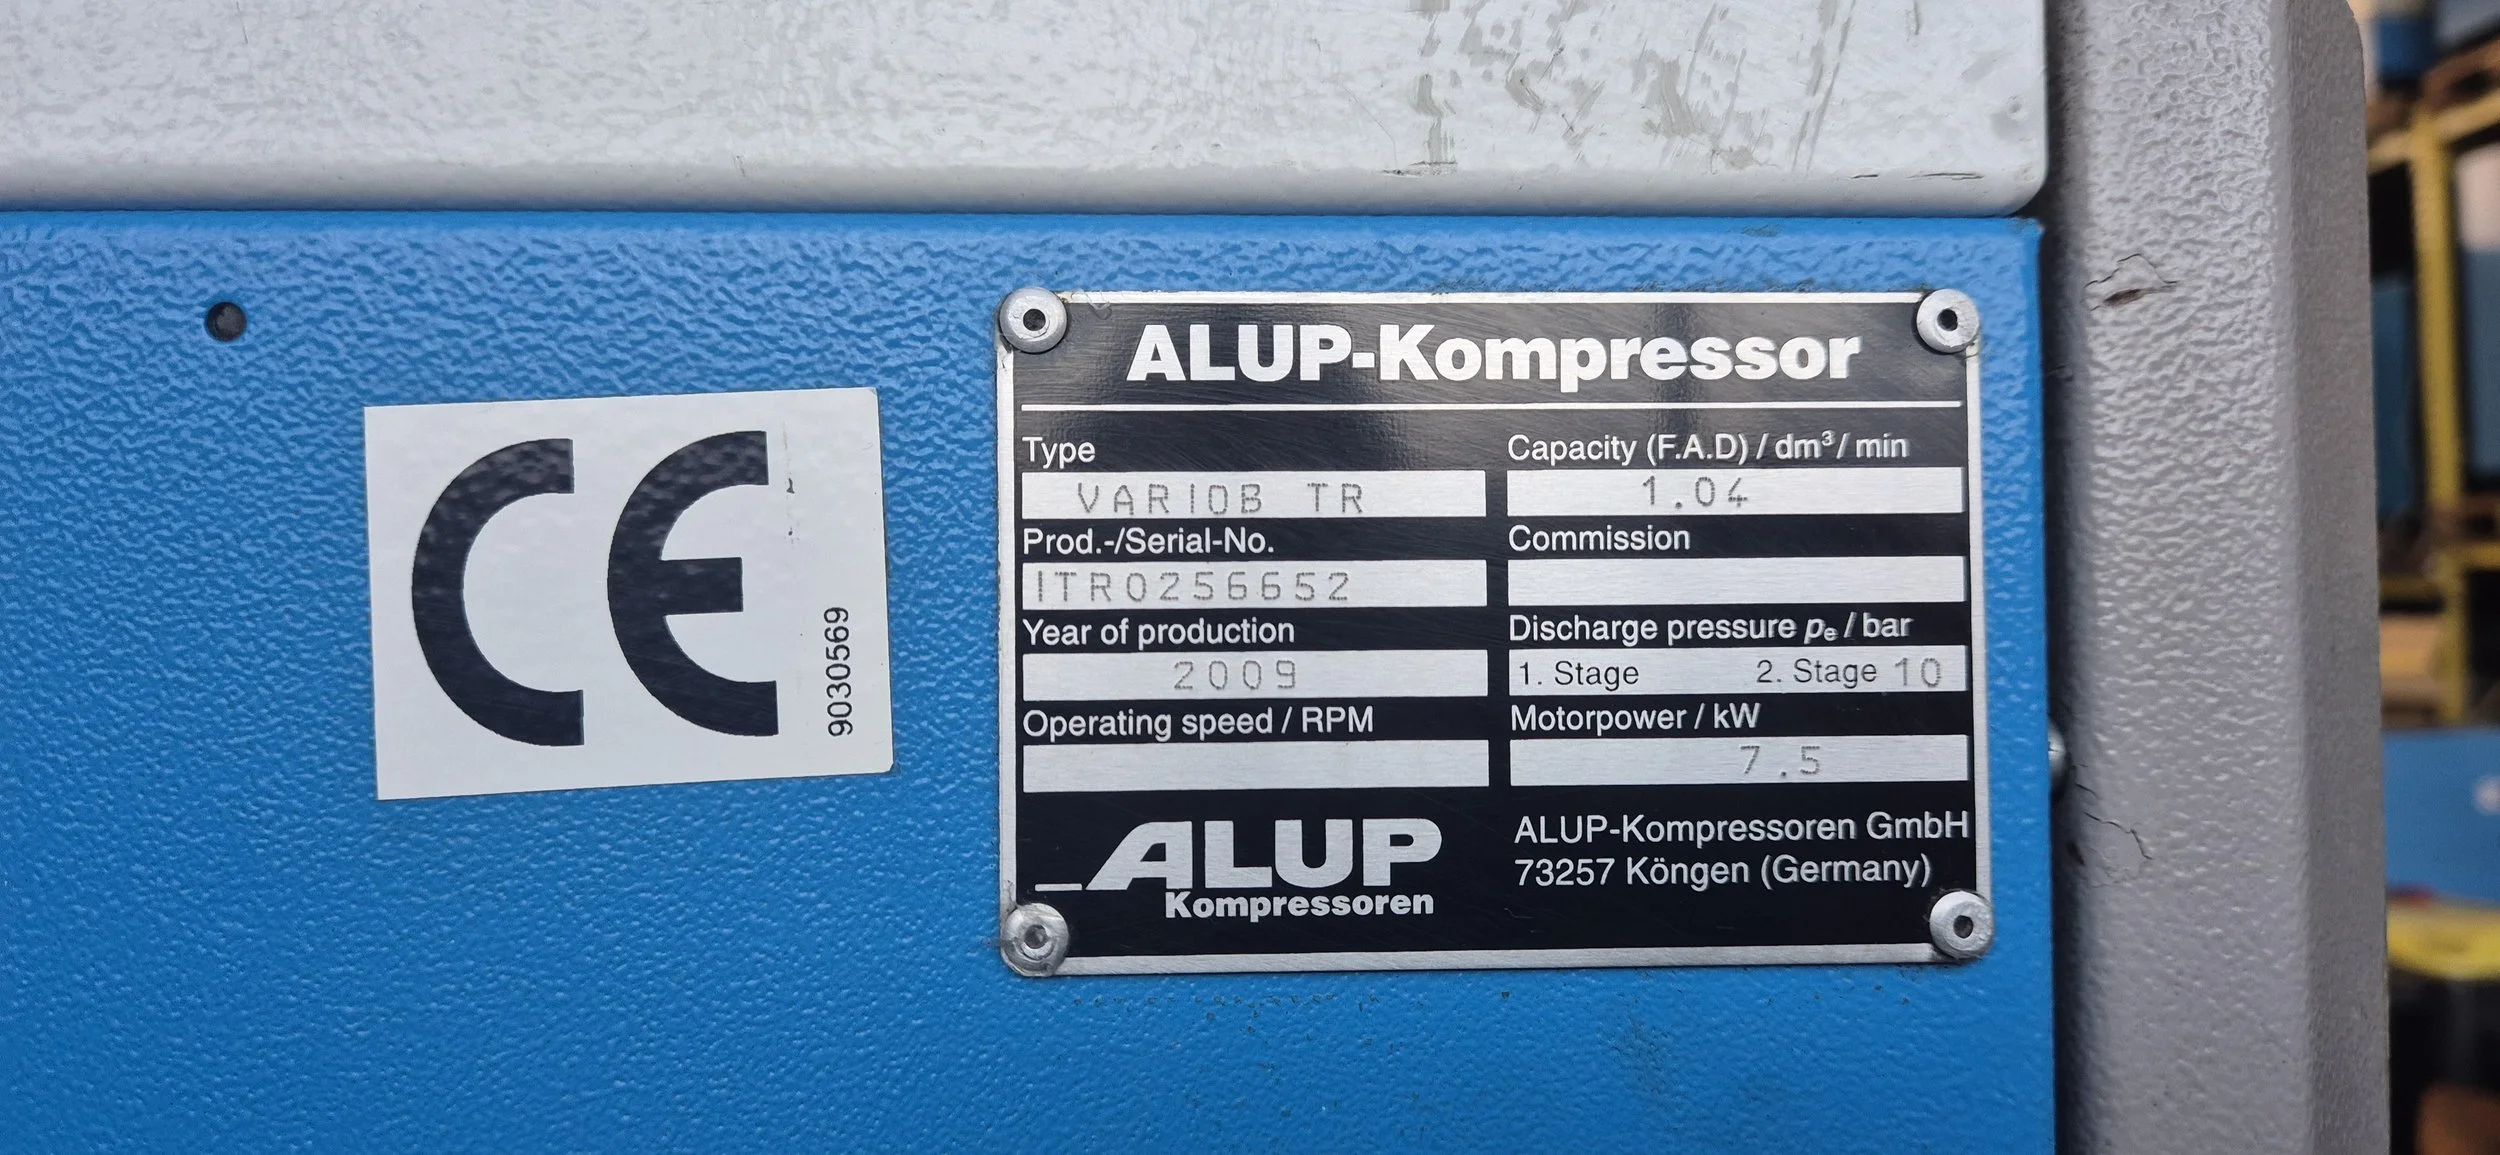 CE
90305569
ALUP-Kompressor
Type
VARIOB TR
Prod.-/Serial-No.
ITR0256652
Year of production
2009
Operating speed / RPM
Capacity (F.A.D) / dm³ / min
1.04
Commission
Discharge pressure pe / bar
1. Stage 2. Stage 10
Motorpower / kW
7.5
ALUP
Kompressoren
ALUP-Kompressoren GmbH
73257 Köngen (Germany)